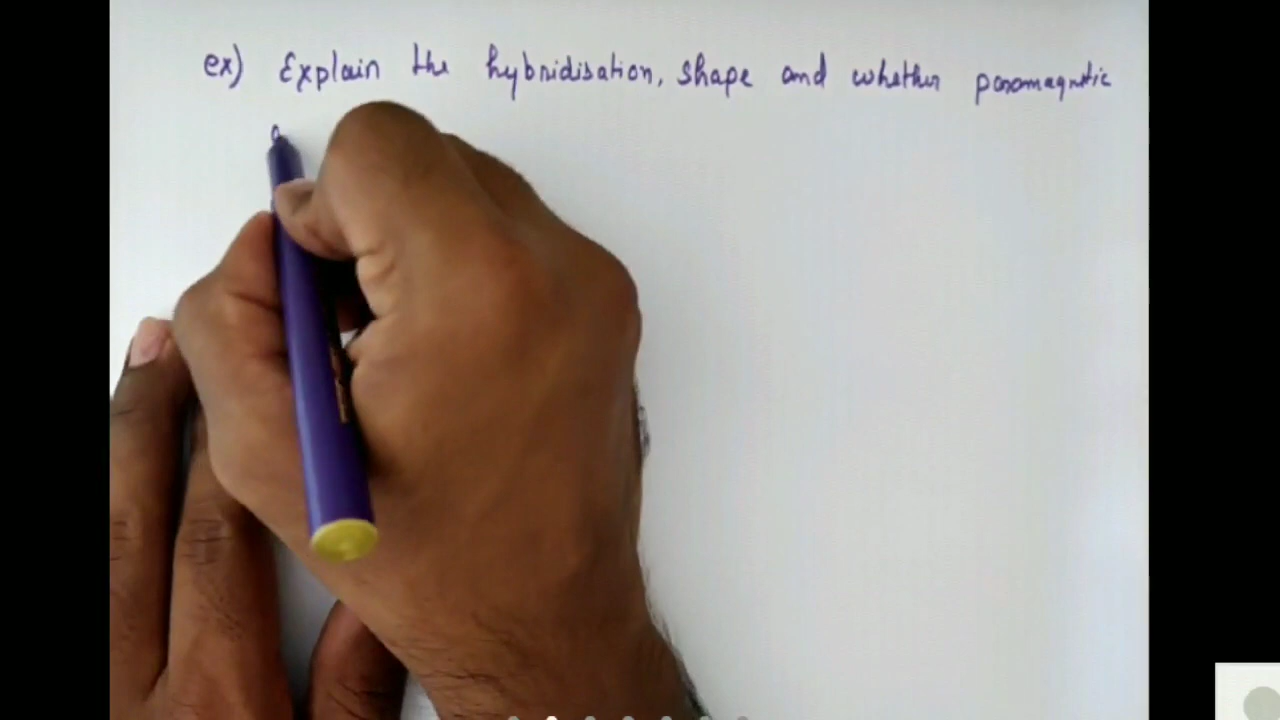 ex) Explain the hybridisation, shape and whether paramagnetic
o